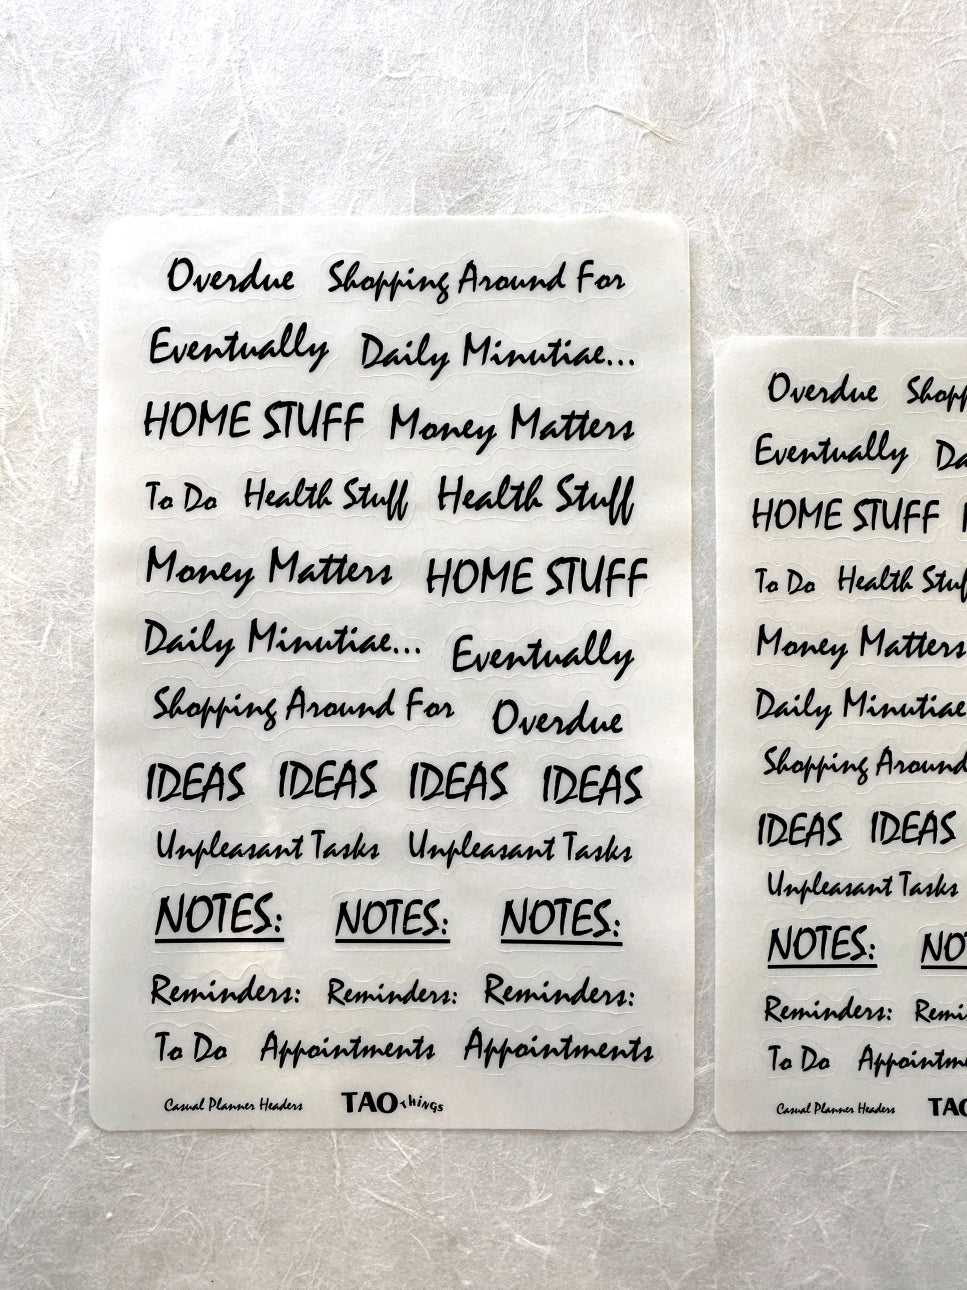 Overdue Shopping Around For
Eventually Daily Minutiae...
HOME STUFF Money Matters
To Do Health Stuff Health Stuff
Money Matters HOME STUFF
Daily Minutiae... Eventually
Shopping Around For Overdue
IDEAS IDEAS IDEAS IDEAS
Unpleasant Tasks Unpleasant Tasks
NOTES: NOTES: NOTES:
Reminders: Reminders: Reminders:
To Do Appointments Appointments
Casual Planner Headers TAO things
Overdue
Eventually
HOME STUFF
To Do Health
Money Matters
Daily Minutiae
Shopping Around
IDEAS IDEAS
Unpleasant Tasks
NOTES:
Reminders:
To Do
Casual Planner Headers